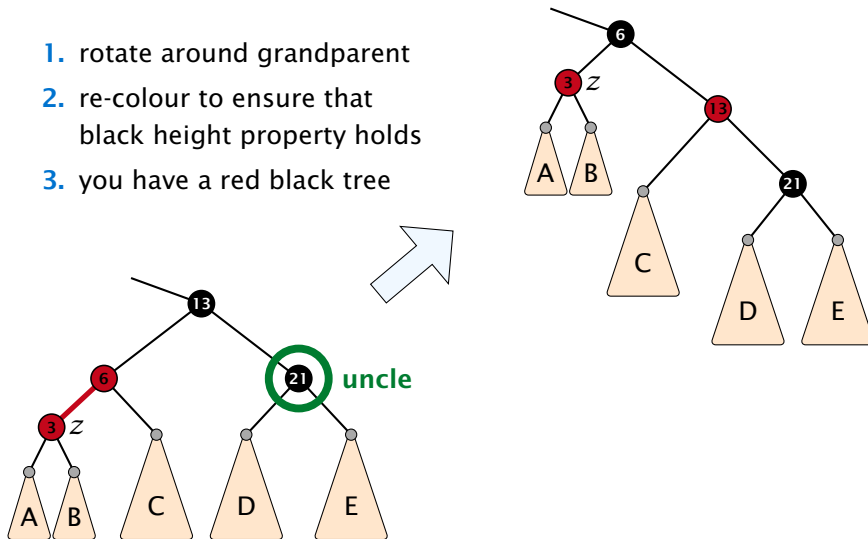 1. rotate around grandparent
2. re-colour to ensure that
black height property holds
3. you have a red black tree
6
3 z
13
A B
21
C
D E
13
6
21 uncle
3 z
A B C D E